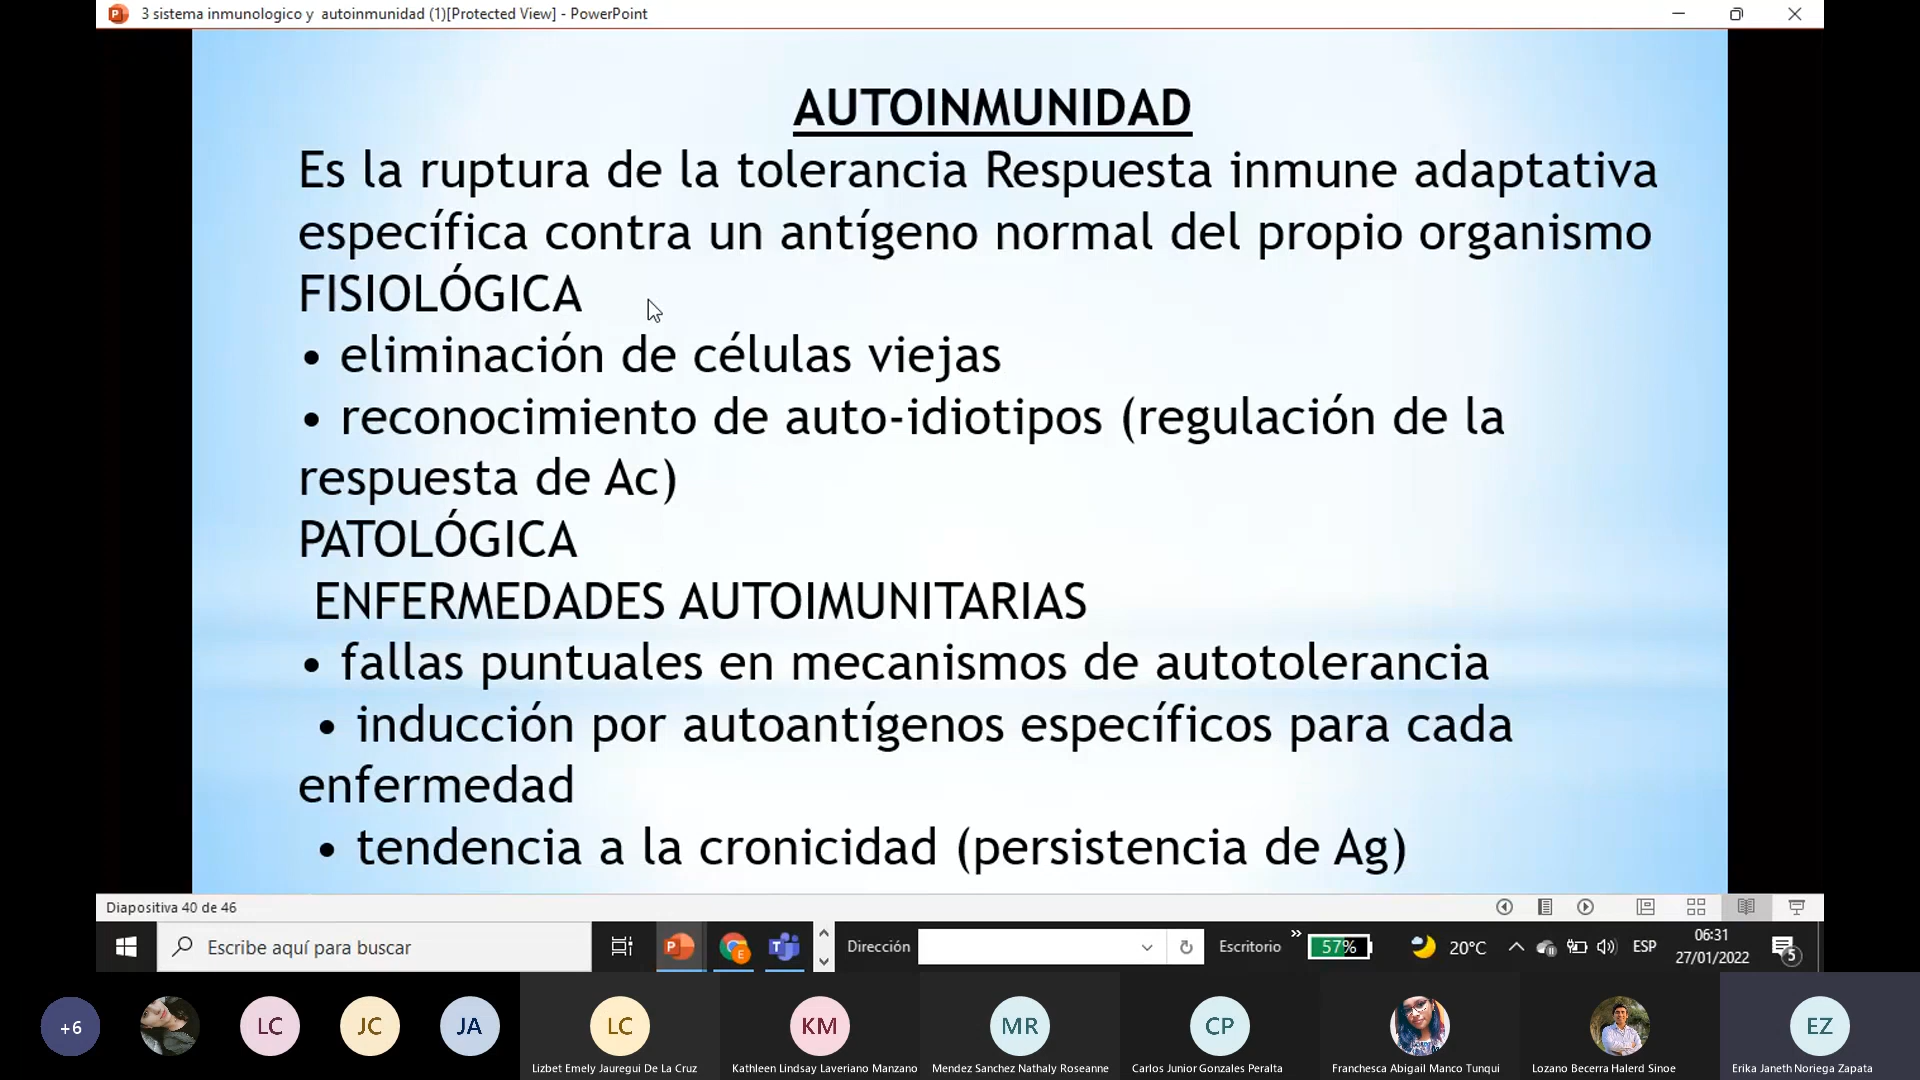 3 sistema inmunologico y  autoinmunidad (1)[Protected View] - PowerPoint
AUTOINMUNIDAD
Es la ruptura de la tolerancia Respuesta inmune adaptativa
específica contra un antígeno normal del propio organismo
FISIOLÓGICA
• eliminación de células viejas
• reconocimiento de auto-idiotipos (regulación de la
respuesta de Ac)
PATOLÓGICA
ENFERMEDADES AUTOIMUNITARIAS
• fallas puntuales en mecanismos de autotolerancia
• inducción por autoantígenos específicos para cada
enfermedad
• tendencia a la cronicidad (persistencia de Ag)
Diapositiva 40 de 46
Escribe aquí para buscar
Dirección
Escritorio
»
57%
20°C
ESP
06:31
27/01/2022
5
+6
LC
JC
JA
LC
KM
MR
CP
EZ
Lizbet Emely Jauregui De La Cruz
Kathleen Lindsay Laveriano Manzano
Mendez Sanchez Nathaly Roseanne
Carlos Junior Gonzales Peralta
Franchesca Abigail Manco Tunqui
Lozano Becerra Halerd Sinoe
Erika Janeth Noriega Zapata